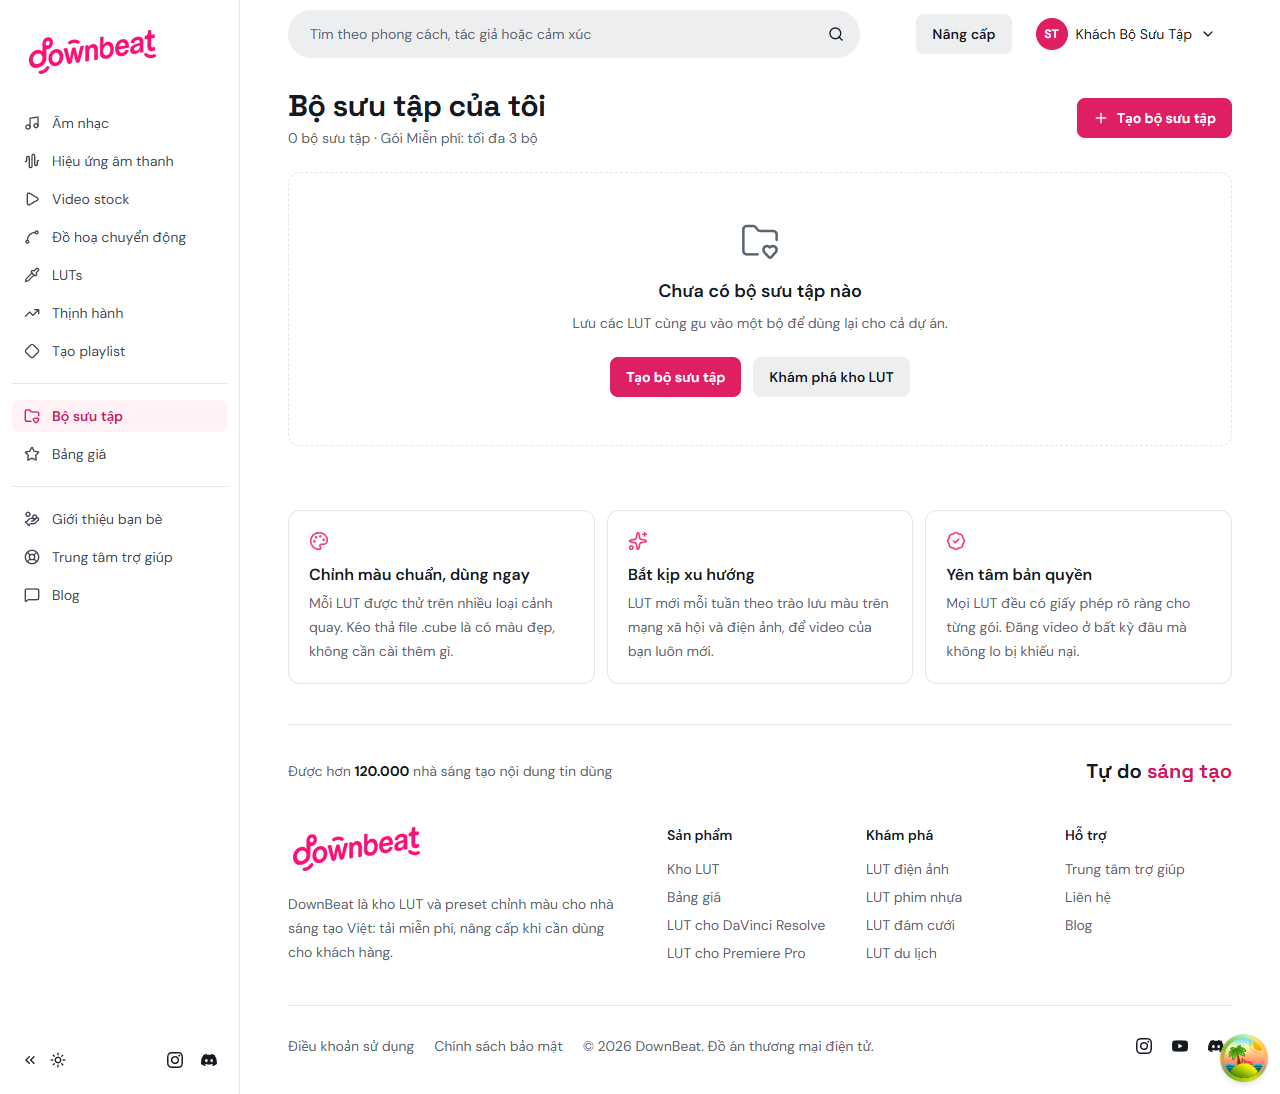 downbeat
Tìm theo phong cách, tác giả hoặc cảm xúc
Nâng cấp
ST
Khách Bộ Sưu Tập
Âm nhạc
Hiệu ứng âm thanh
Video stock
Đồ hoạ chuyển động
LUTs
Thịnh hành
Tạo playlist
Bộ sưu tập
Bảng giá
Giới thiệu bạn bè
Trung tâm trợ giúp
Blog
Bộ sưu tập của tôi
0 bộ sưu tập · Gói Miễn phí: tối đa 3 bộ
Tạo bộ sưu tập
Chưa có bộ sưu tập nào
Lưu các LUT cùng gu vào một bộ để dùng lại cho cả dự án.
Tạo bộ sưu tập
Khám phá kho LUT
Chỉnh màu chuẩn, dùng ngay
Mỗi LUT được thử trên nhiều loại cảnh
quay. Kéo thả file .cube là có màu đẹp,
không cần cài thêm gì.
Bắt kịp xu hướng
LUT mới mỗi tuần theo trào lưu màu trên
mạng xã hội và điện ảnh, để video của
bạn luôn mới.
Yên tâm bản quyền
Mọi LUT đều có giấy phép rõ ràng cho
từng gói. Đăng video ở bất kỳ đâu mà
không lo bị khiếu nại.
Được hơn 120.000 nhà sáng tạo nội dung tin dùng
Tự do sáng tạo
downbeat
DownBeat là kho LUT và preset chỉnh màu cho nhà
sáng tạo Việt: tải miễn phí, nâng cấp khi cần dùng
cho khách hàng.
Sản phẩm
Kho LUT
Bảng giá
LUT cho DaVinci Resolve
LUT cho Premiere Pro
Khám phá
LUT điện ảnh
LUT phim nhựa
LUT đám cưới
LUT du lịch
Hỗ trợ
Trung tâm trợ giúp
Liên hệ
Blog
Điều khoản sử dụng
Chính sách bảo mật
© 2026 DownBeat. Đồ án thương mại điện tử.